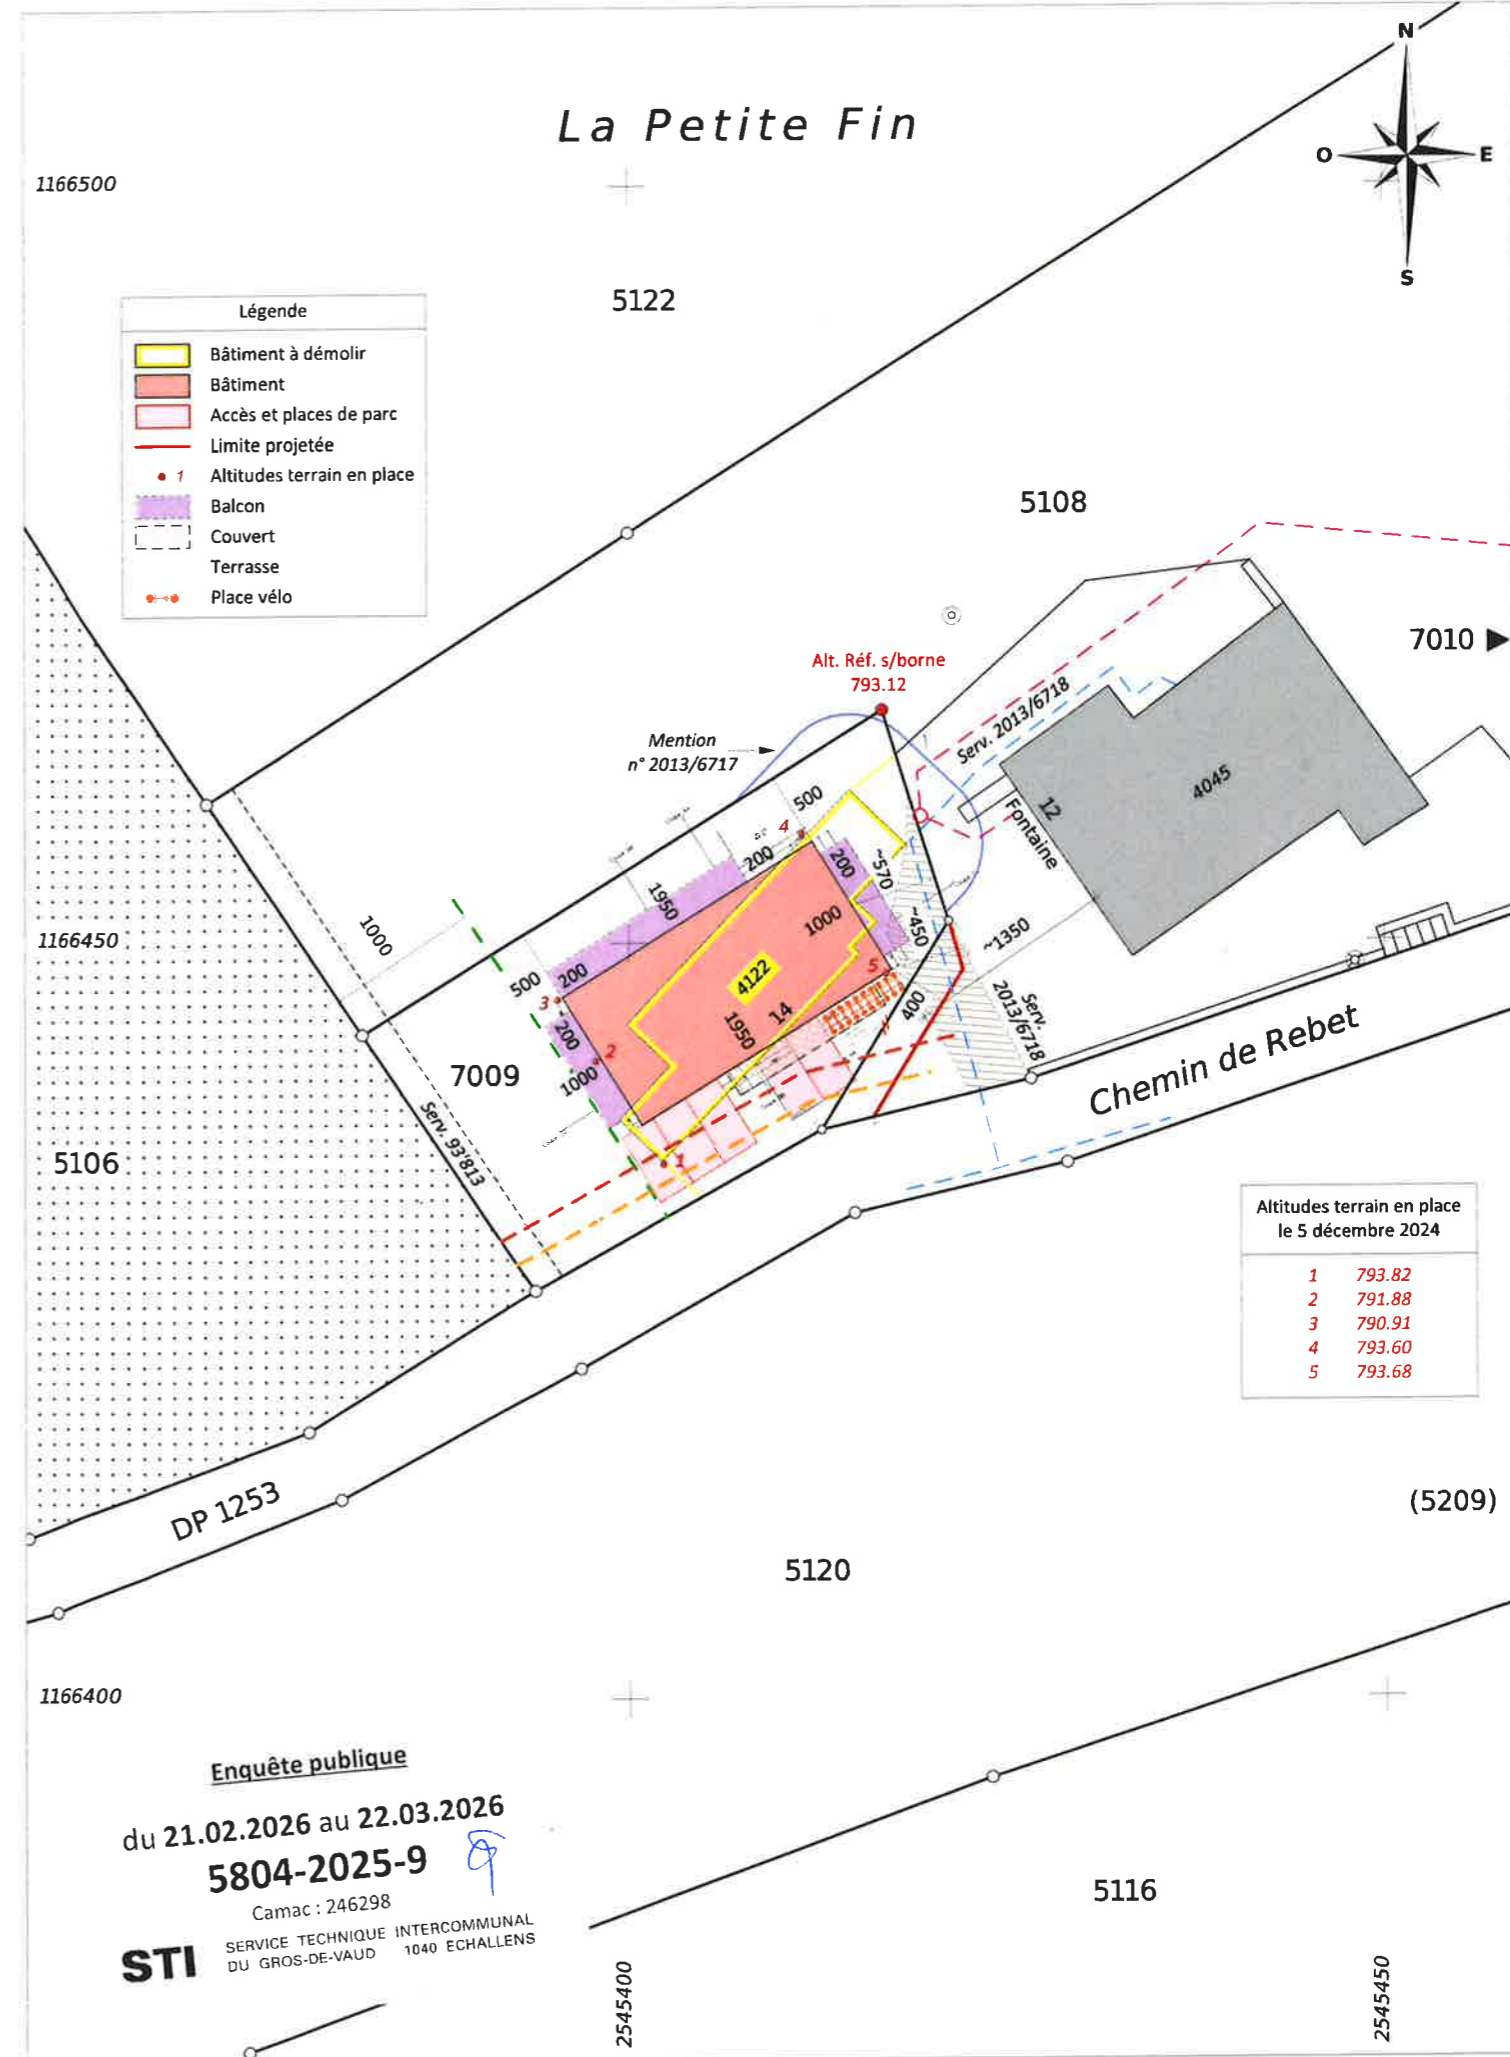 La Petite Fin
N
O
E
S
1166500
5122
Légende
Bâtiment à démolir
Bâtiment
Accès et places de parc
Limite projetée
1 Altitudes terrain en place
Balcon
Couvert
Terrasse
Place vélo
5108
7010
Alt. Réf. s/borne
793.12
Mention
n° 2013/6717
Serv. 2013/6718
4045
12
Fontaine
500
4
200
200
~570
1950
1000
~450
~1350
1000
1166450
500
200
3
4122
5
14
1950
400
Serv.
2013/6718
200
2
1000
7009
Chemin de Rebet
Serv. 93'813
5106
1
Altitudes terrain en place
le 5 décembre 2024
1 793.82
2 791.88
3 790.91
4 793.60
5 793.68
DP 1253
(5209)
5120
1166400
Enquête publique
du 21.02.2026 au 22.03.2026
5804-2025-9
Camac : 246298
STI
SERVICE TECHNIQUE INTERCOMMUNAL
DU GROS-DE-VAUD 1040 ECHALLENS
5116
2545400
2545450